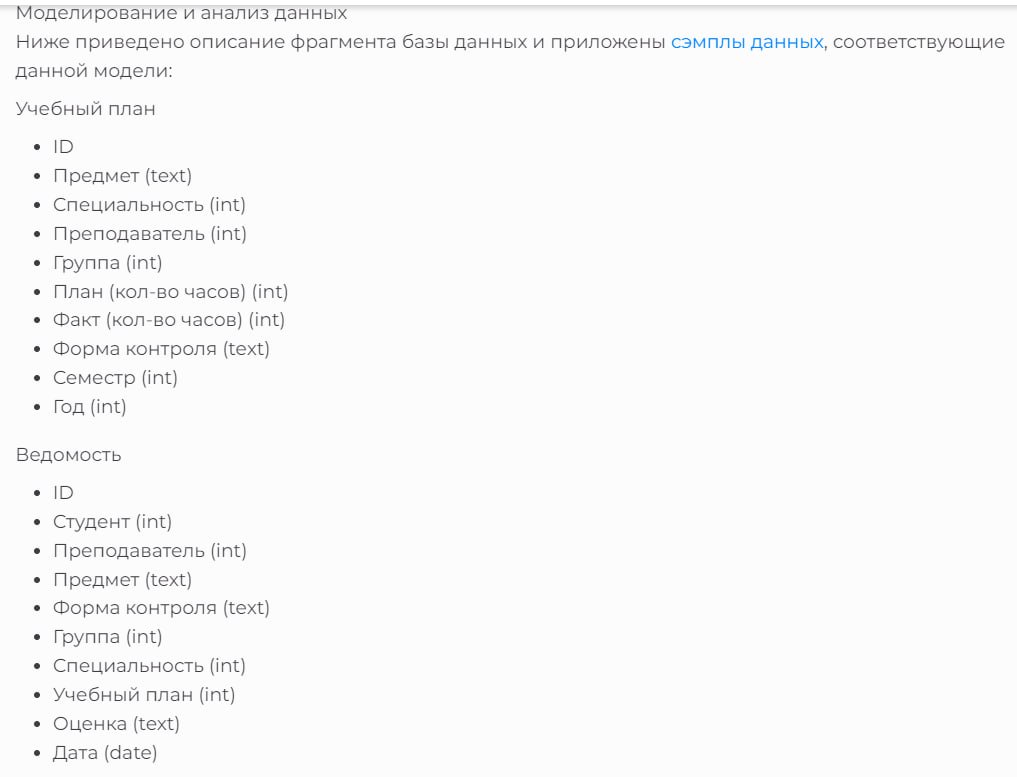 Моделирование и анализ данных
Ниже приведено описание фрагмента базы данных и приложены сэмплы данных, соответствующие
данной модели:
Учебный план
• ID
• Предмет (text)
• Специальность (int)
• Преподаватель (int)
• Группа (int)
• План (кол-во часов) (int)
• Факт (кол-во часов) (int)
• Форма контроля (text)
• Семестр (int)
• Год (int)
Ведомость
• ID
• Студент (int)
• Преподаватель (int)
• Предмет (text)
• Форма контроля (text)
• Группа (int)
• Специальность (int)
• Учебный план (int)
• Оценка (text)
• Дата (date)